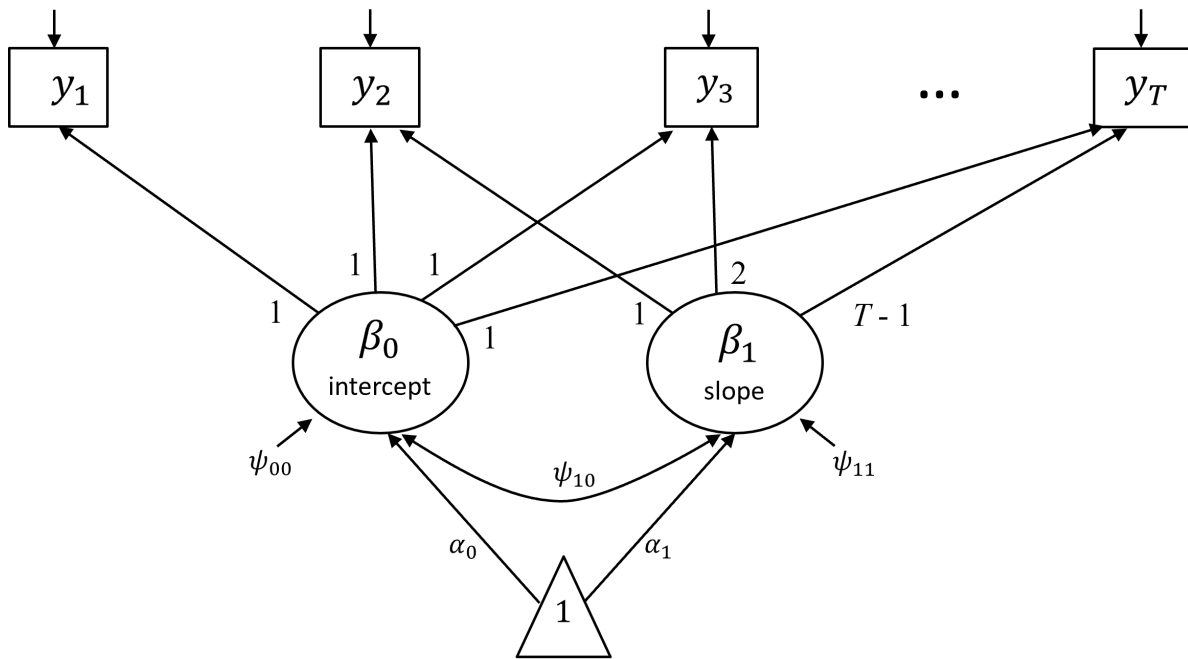 y₁ y₂ y₃ ... y_T
1 1 1 1 1 2 T - 1
β₀ β₁
intercept slope
ψ₀₀ ψ₁₀ ψ₁₁
α₀ α₁
1